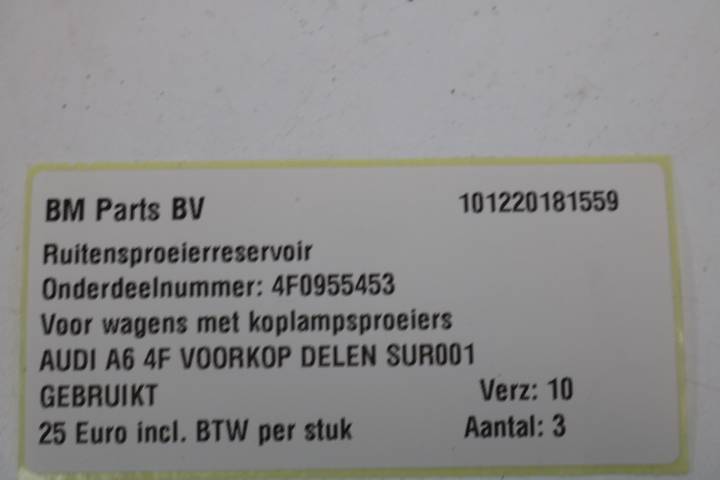 BM Parts BV 101220181559
Ruitensproeierreservoir
Onderdeelnummer: 4F0955453
Voor wagens met koplampsproeiers
AUDI A6 4F VOORKOP DELEN SUR001
GEBRUIKT Verz: 10
25 Euro incl. BTW per stuk Aantal: 3